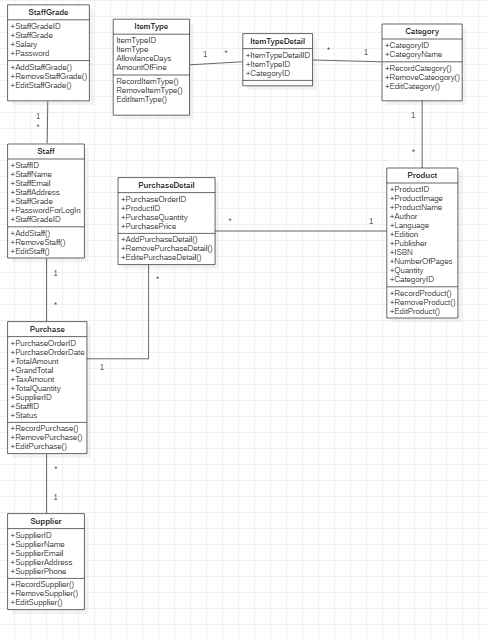 StaffGrade
+StaffGradeID
+StaffGrade
+Salary
+Password
+AddStaffGrade()
+RemoveStaffGrade()
+EditStaffGrade()
1
*
ItemType
ItemTypeID
ItemType
AllowlanceDays
AmountOfFine
+RecordItemType()
RemoveItemType()
EditItemType()
1
*
ItemTypeDetail
+ItemTypeDetailID
+ItemTypeID
+CategoryID
*
1
Category
+CategoryID
+CategoryName
+RecordCategory()
+RemoveCateogory()
+EditCategory()
1
*
Staff
+StaffID
+StaffName
+StaffEmail
+StaffAddress
+StaffGrade
+PasswordForLogIn
+StaffGradeID
+AddStaff()
+RemoveStaff()
+EditStaff()
1
*
PurchaseDetail
+PurchaseOrderID
+ProductID
+PurchaseQuantity
+PurchasePrice
+AddPurchaseDetail()
+RemovePurchaseDetail()
+EditePurchaseDetail()
*
1
*
Product
+ProductID
+ProductImage
+ProductName
+Author
+Language
+Edition
+Publisher
+ISBN
+NumberOfPages
+Quantity
+CategoryID
+RecordProduct()
+RemoveProduct()
+EditProduct()
Purchase
+PurchaseOrderID
+PurchaseOrderDate
+TotalAmount
+GrandTotal
+TaxAmount
+TotalQuantity
+SupplierID
+StaffID
+Status
+RecordPurchase()
+RemovePurchase()
+EditPurchase()
1
*
1
Supplier
+SupplierID
+SupplierName
+SupplierEmail
+SupplierAddress
+SupplierPhone
+RecordSupplier()
+RemoveSupplier()
+EditSupplier()